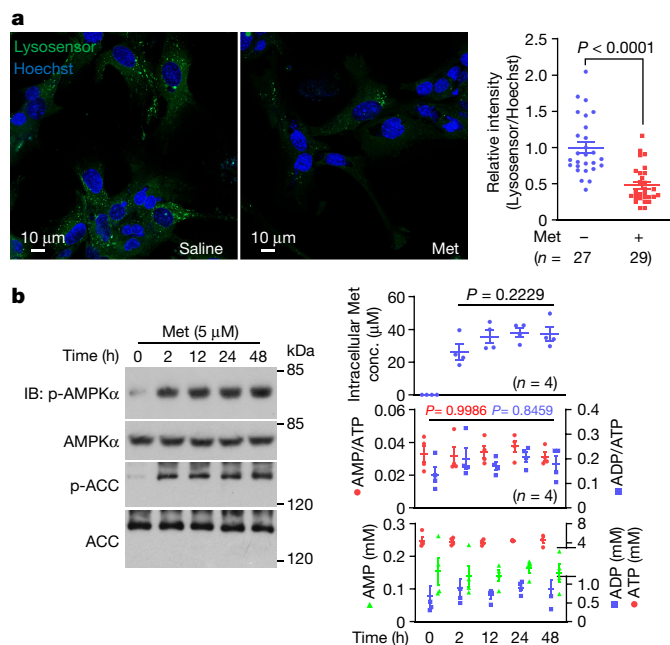 a
Lysosensor
Hoechst
10 μm
Saline
10 μm
Met
Relative intensity
(Lysosensor/Hoechst)
2.5
2.0
1.5
1.0
0.5
0
P < 0.0001
Met − +
(n = 27 29)
b
Met (5 μM)
Time (h) 0 2 12 24 48 kDa
85
IB: p-AMPKα
85
AMPKα
p-ACC
120
ACC
120
Intracellular Met
conc. (μM)
60
40
20
0
P = 0.2229
(n = 4)
AMP/ATP
0.06
0.04
0.02
0
P = 0.9986 P = 0.8459
(n = 4)
0.4
0.3
0.2
0.1
0
ADP/ATP
AMP (mM)
0.3
0.2
0.1
0
8
4
1.0
0.5
0
ADP (mM)
ATP (mM)
Time (h) 0 2 12 24 48